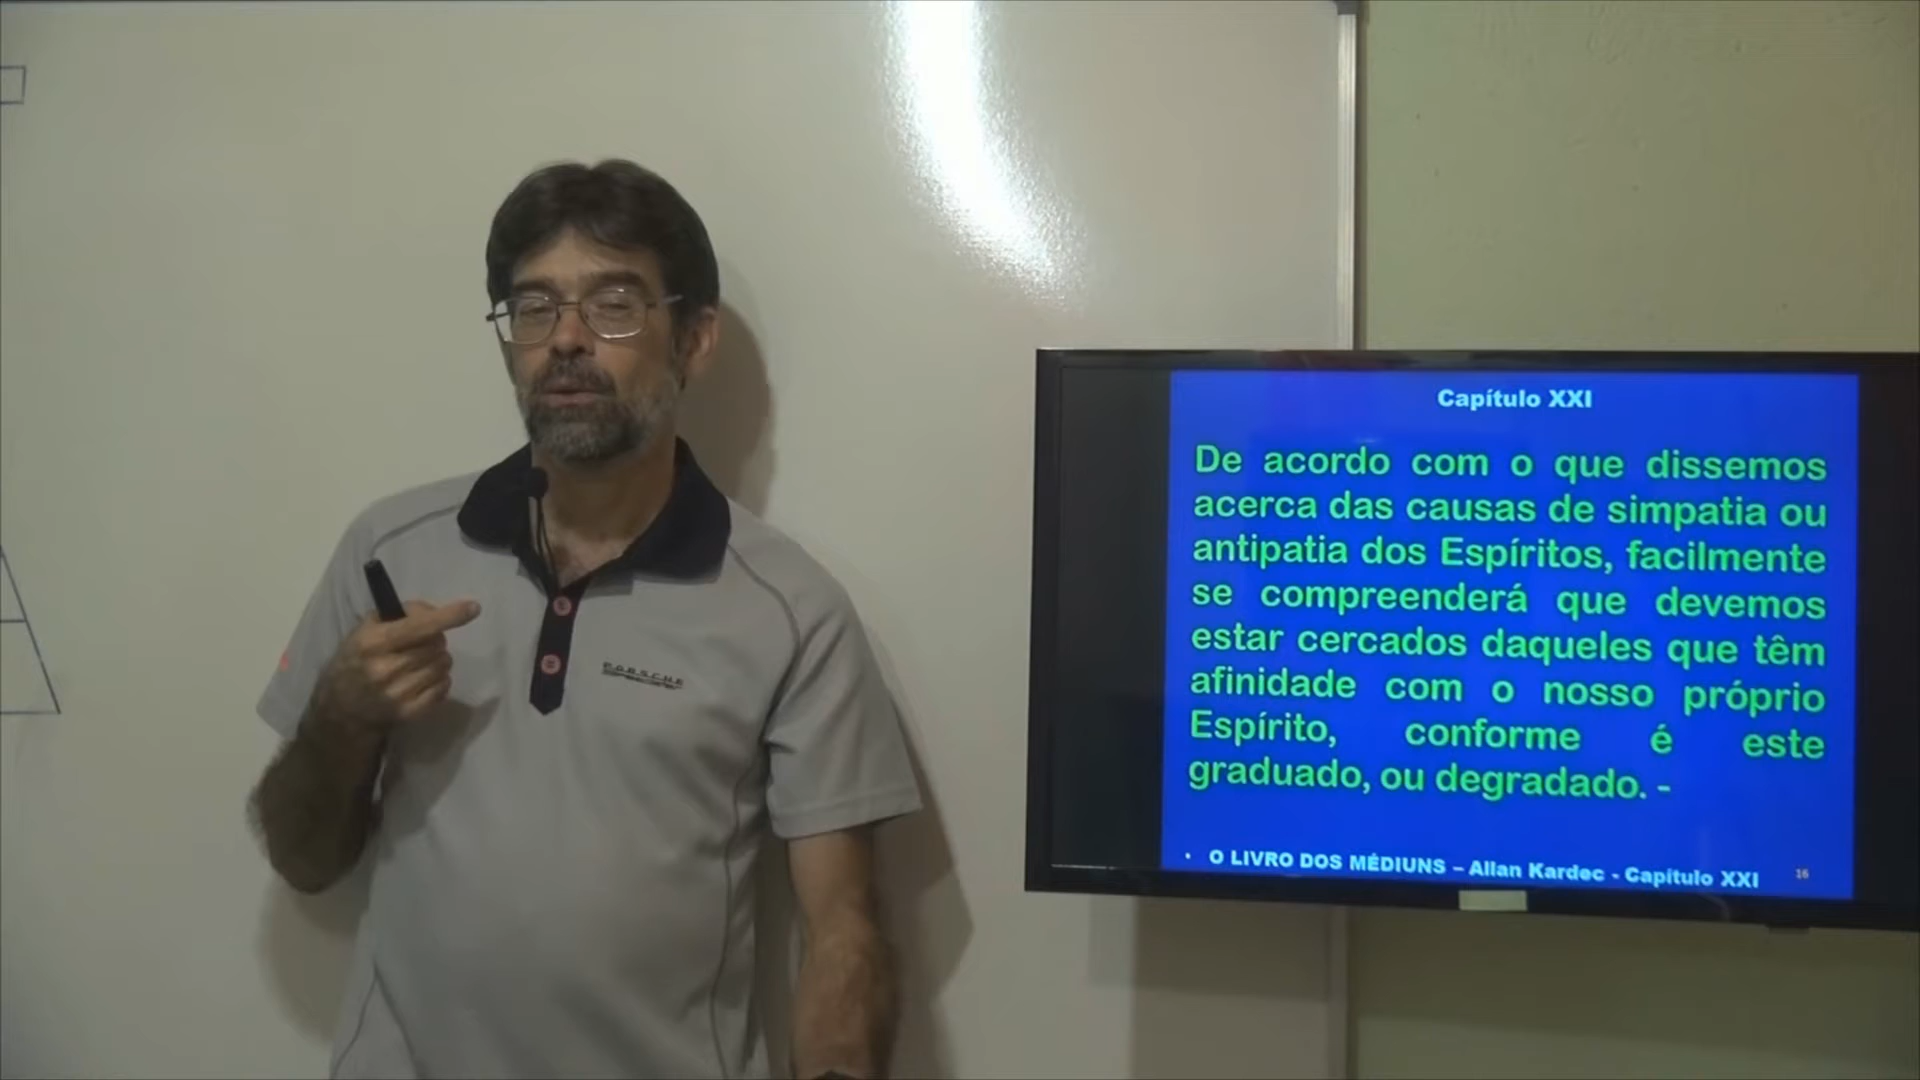 Capítulo XXI
De acordo com o que dissemos
acerca das causas de simpatia ou
antipatia dos Espíritos, facilmente
se compreenderá que devemos
estar cercados daqueles que têm
afinidade com o nosso próprio
Espírito, conforme é este
graduado, ou degradado. -
• O LIVRO DOS MÉDIUNS – Allan Kardec - Capítulo XXI
16
PORSCHE